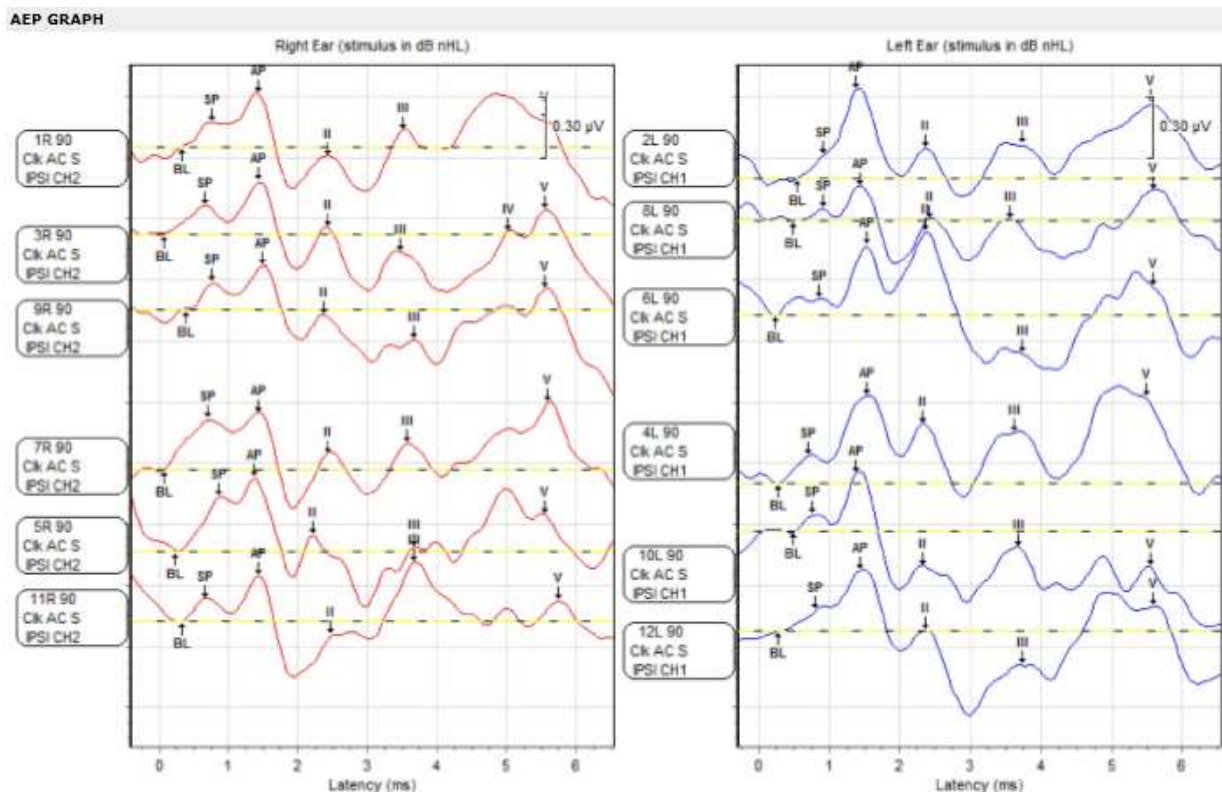 AEP GRAPH
Right Ear (stimulus in dB nHL)
AP
SP
III
II
BL
0.30 µV
1R 90
Clk AC S
IPSI CH2
AP
SP
II
III
IV
V
BL
3R 90
Clk AC S
IPSI CH2
AP
SP
II
III
V
BL
9R 90
Clk AC S
IPSI CH2
SP
AP
II
III
V
BL
7R 90
Clk AC S
IPSI CH2
SP
AP
II
III
V
BL
5R 90
Clk AC S
IPSI CH2
SP
AP
II
III
V
BL
11R 90
Clk AC S
IPSI CH2
0 1 2 3 4 5 6
Latency (ms)
Left Ear (stimulus in dB nHL)
AP
SP
II
III
V
BL
0.30 µV
2L 90
Clk AC S
IPSI CH1
SP
AP
II
III
V
BL
8L 90
Clk AC S
IPSI CH1
SP
AP
II
III
V
BL
6L 90
Clk AC S
IPSI CH1
SP
AP
II
III
V
BL
4L 90
Clk AC S
IPSI CH1
SP
AP
II
III
V
BL
10L 90
Clk AC S
IPSI CH1
SP
AP
II
III
V
BL
12L 90
Clk AC S
IPSI CH1
0 1 2 3 4 5 6
Latency (ms)